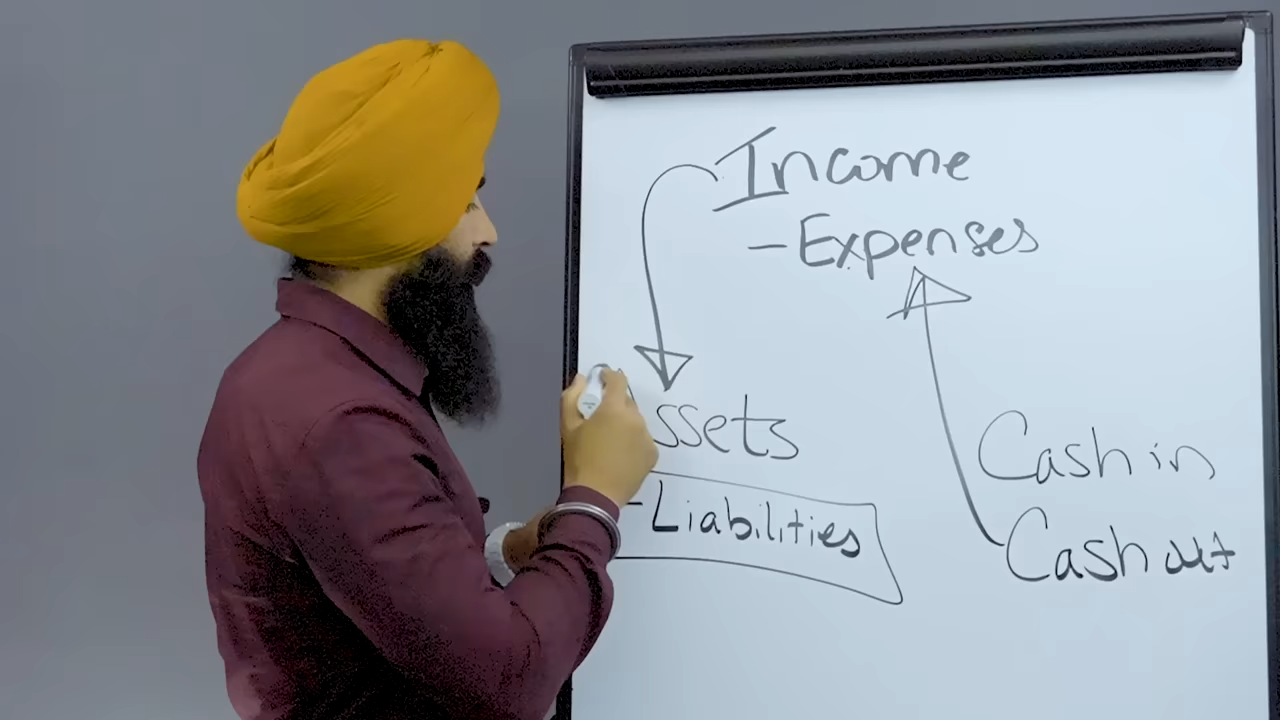 Income
- Expenses
ssets
- Liabilities
Cash in
Cash out